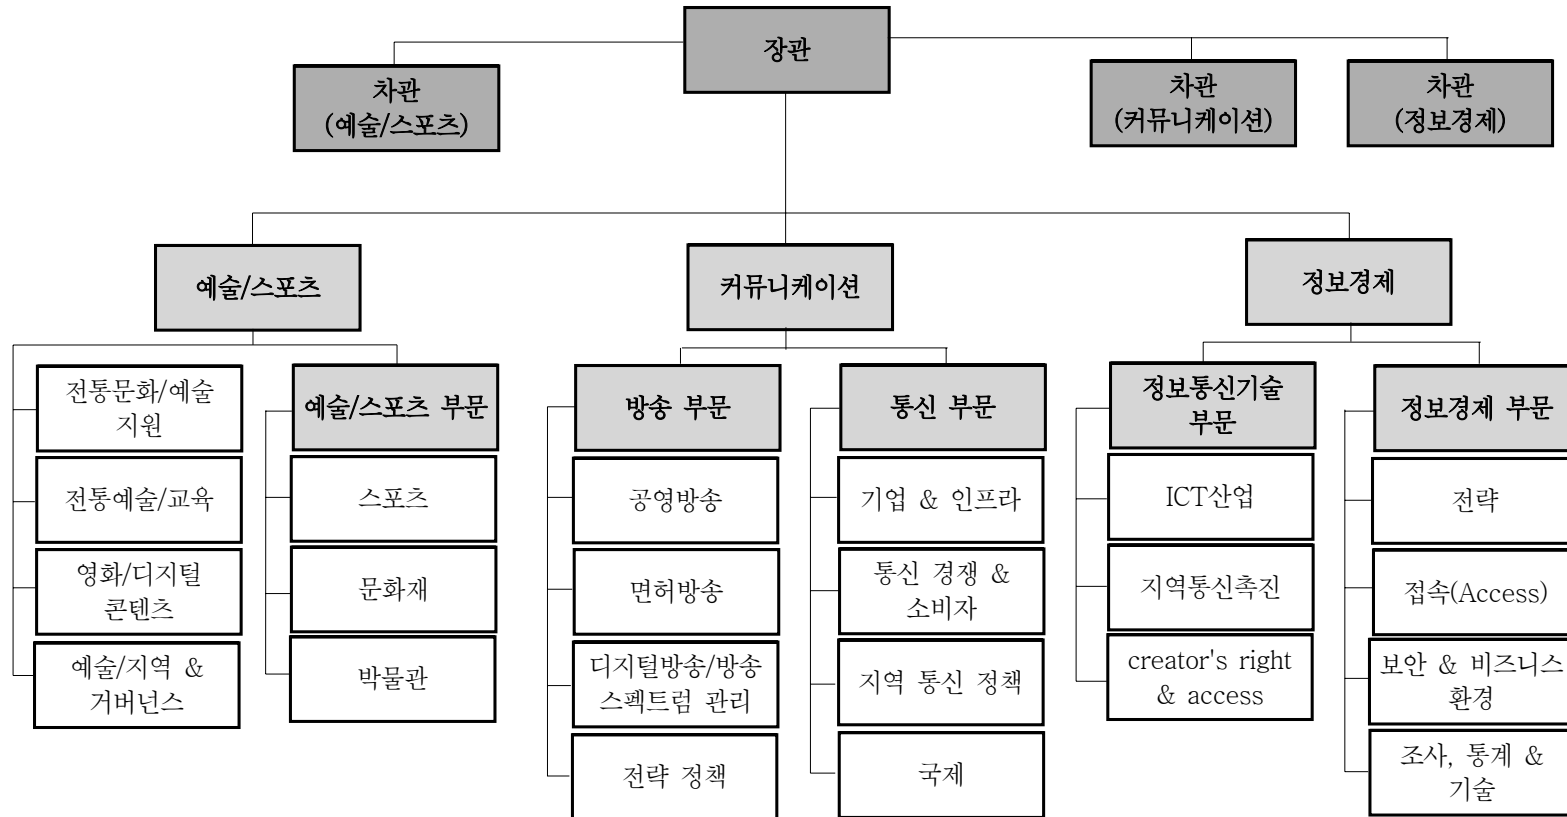 장관
차관
(예술/스포츠)
차관
(커뮤니케이션)
차관
(정보경제)
예술/스포츠
커뮤니케이션
정보경제
전통문화/예술
지원
전통예술/교육
영화/디지털
콘텐츠
예술/지역 &
거버넌스
예술/스포츠 부문
스포츠
문화재
박물관
방송 부문
공영방송
면허방송
디지털방송/방송
스펙트럼 관리
전략 정책
통신 부문
기업 & 인프라
통신 경쟁 &
소비자
지역 통신 정책
국제
정보통신기술
부문
ICT산업
지역통신촉진
creator's right
& access
정보경제 부문
전략
접속(Access)
보안 & 비즈니스
환경
조사, 통계 &
기술